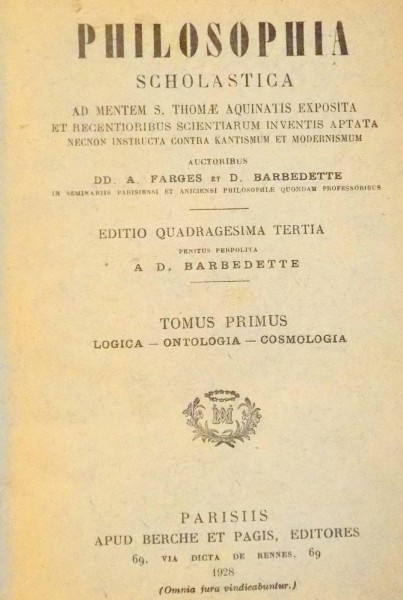 PHILOSOPHIA
SCHOLASTICA
AD MENTEM S. THOMÆ AQUINATIS EXPOSITA
ET RECENTIORIBUS SCIENTIARUM INVENTIS APTATA
NECNON INSTRUCTA CONTRA KANTISMUM ET MODERNISMUM
AUCTORIBUS
DD. A. FARGES ET D. BARBEDETTE
IN SEMINARIIS PARISIENSI ET ANICIENSI PHILOSOPHIÆ QUONDAM PROFESSORIBUS
EDITIO QUADRAGESIMA TERTIA
PENITUS PERPOLITA
A D. BARBEDETTE
TOMUS PRIMUS
LOGICA — ONTOLOGIA — COSMOLOGIA
PARISIIS
APUD BERCHE ET PAGIS, EDITORES
69, VIA DICTA DE RENNES, 69
1928
(Omnia jura vindicabuntur.)